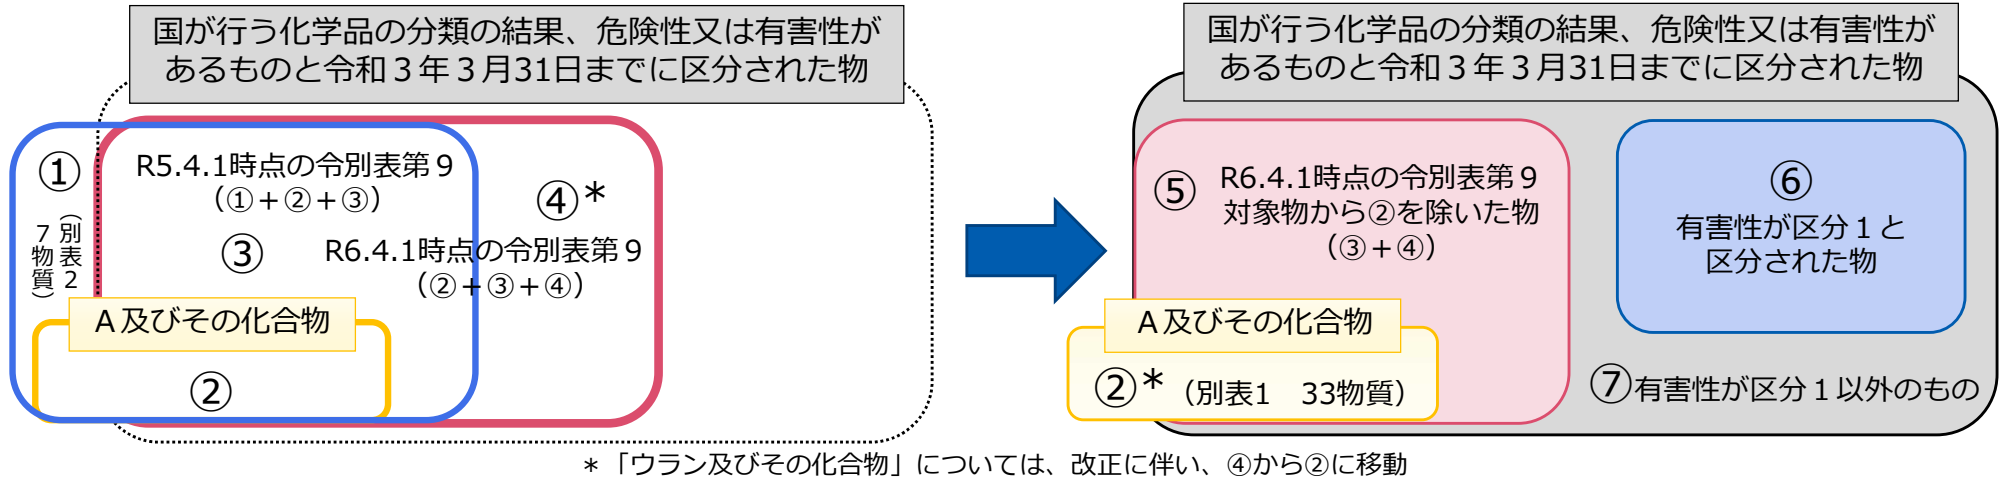 国が行う化学品の分類の結果、危険性又は有害性が
あるものと令和３年３月31日までに区分された物
①
（別表２
７物質）
R5.4.1時点の令別表第９
（①＋②＋③）
③
④＊
R6.4.1時点の令別表第９
（②＋③＋④）
Ａ及びその化合物
②
国が行う化学品の分類の結果、危険性又は有害性が
あるものと令和３年３月31日までに区分された物
⑤
R6.4.1時点の令別表第９
対象物から②を除いた物
（③＋④）
⑥
有害性が区分１と
区分された物
Ａ及びその化合物
②＊（別表1　33物質）
⑦有害性が区分１以外のもの
＊「ウラン及びその化合物」については、改正に伴い、④から②に移動